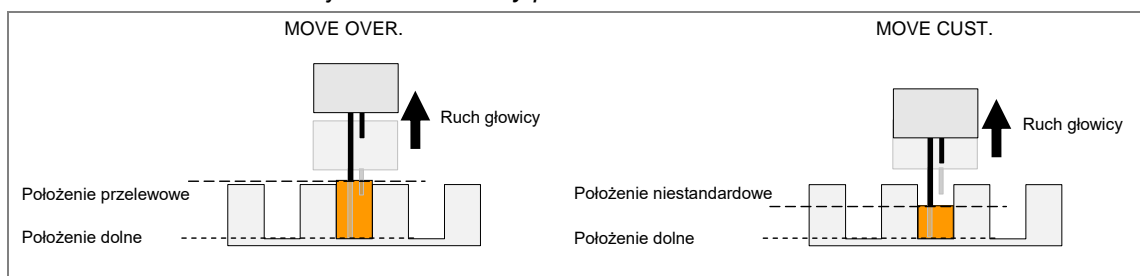 MOVE OVER.
Ruch głowicy
Położenie przelewowe
Położenie dolne
MOVE CUST.
Ruch głowicy
Położenie niestandardowe
Położenie dolne